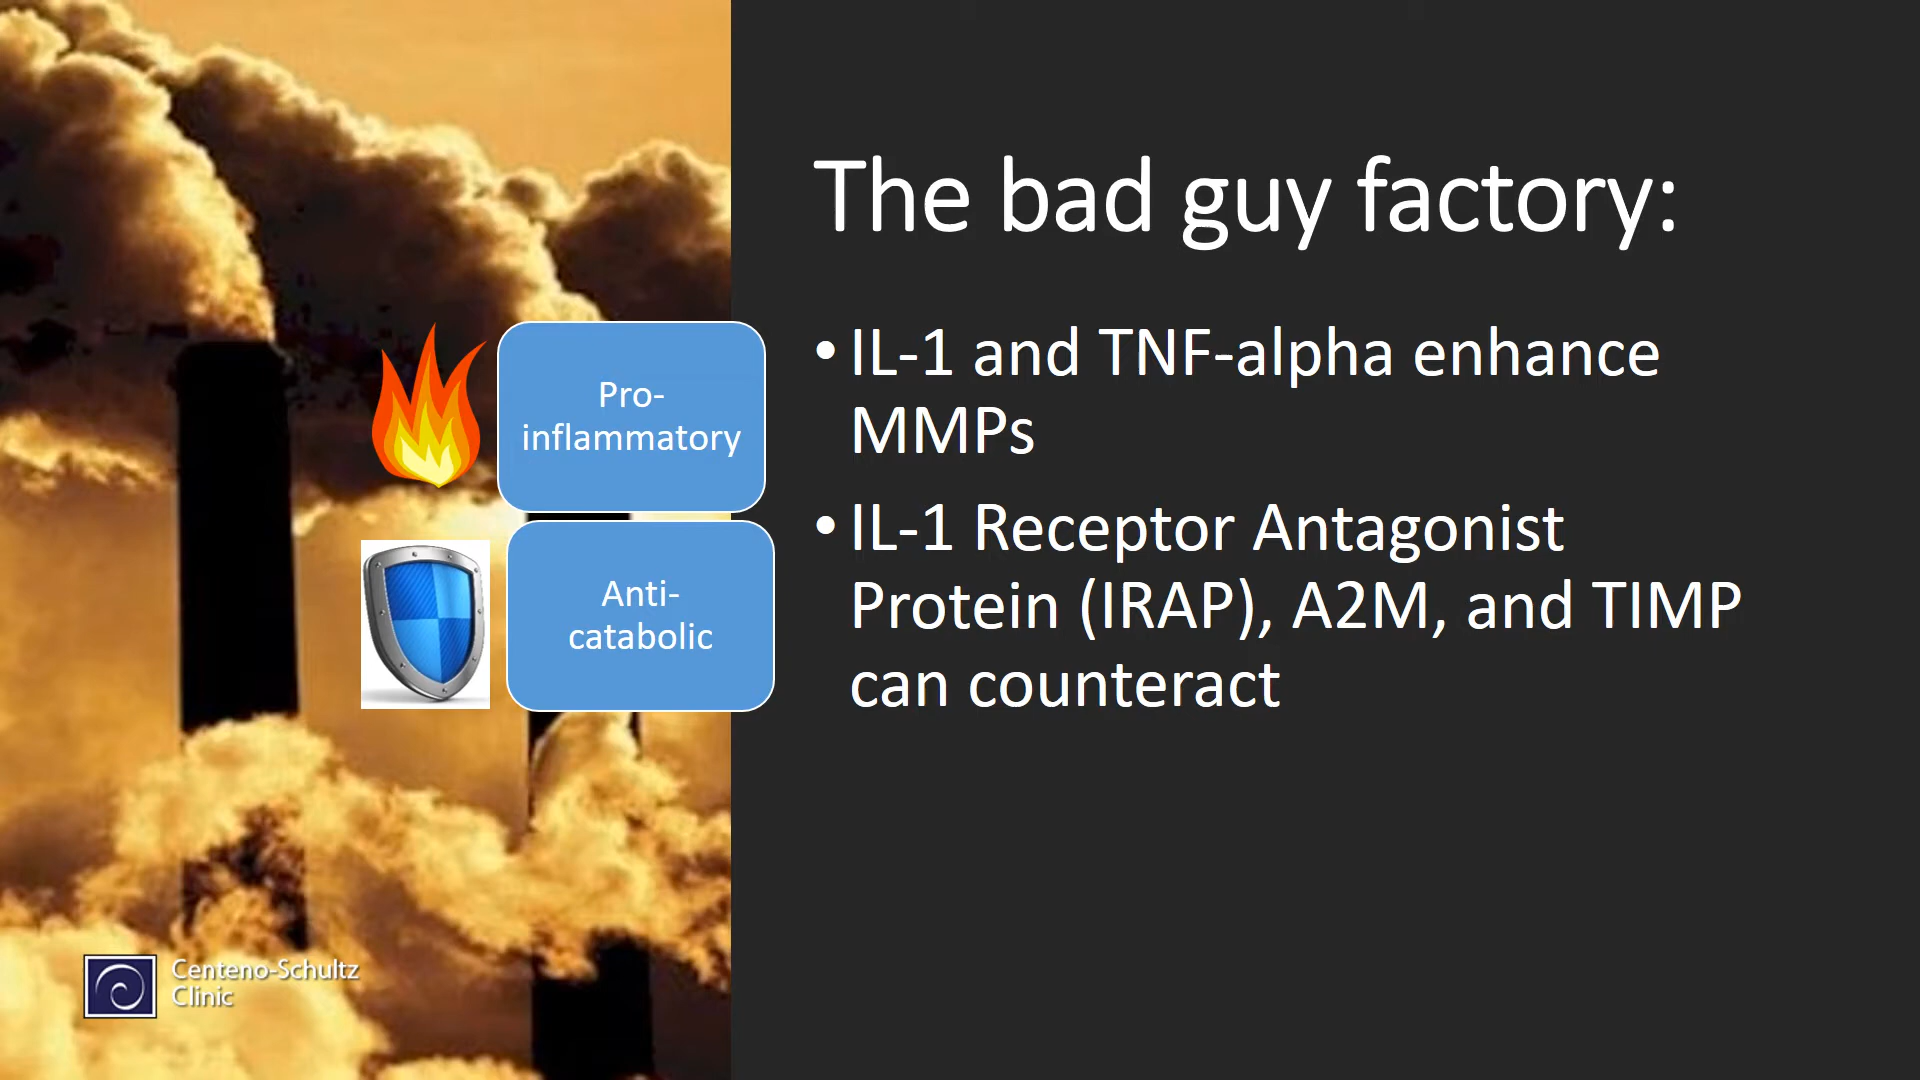 The bad guy factory:
Pro-
inflammatory
Anti-
catabolic
• IL-1 and TNF-alpha enhance
MMPs
• IL-1 Receptor Antagonist
Protein (IRAP), A2M, and TIMP
can counteract
Centeno-Schultz
Clinic